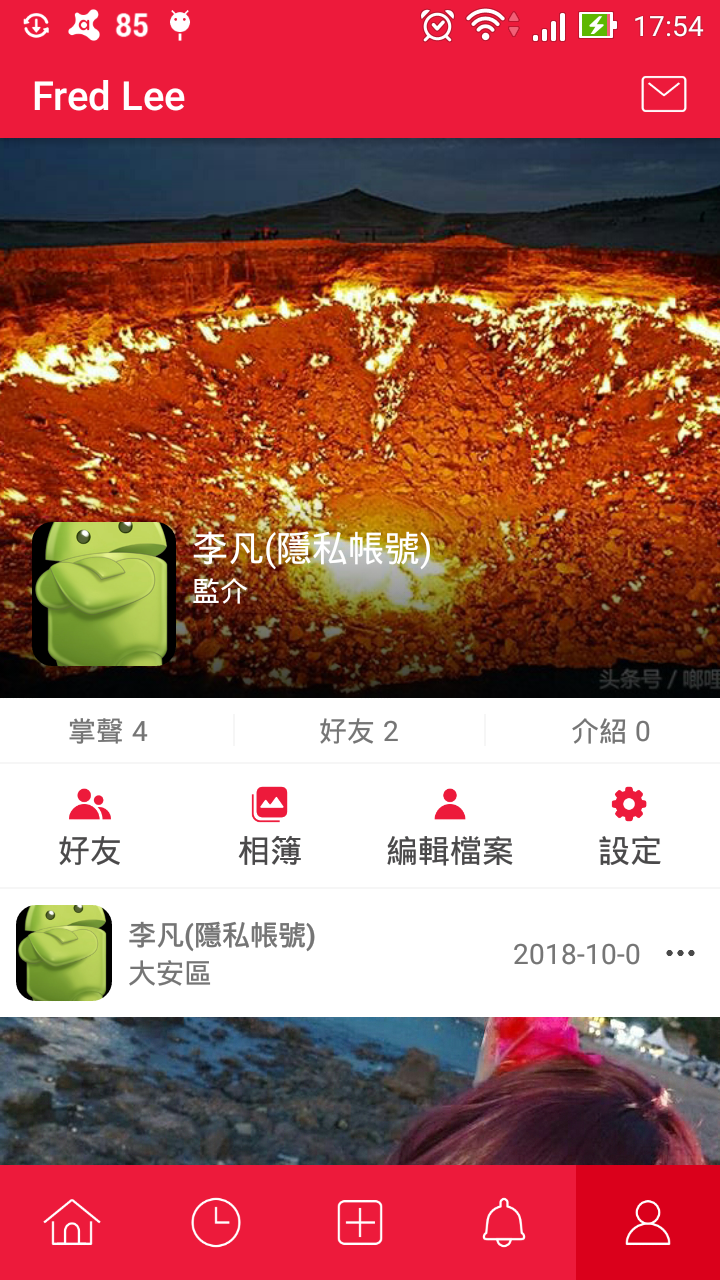 85
17:54
Fred Lee
李凡(隱私帳號)
監介
头条号 / 嘟哩
掌聲 4
好友 2
介紹 0
好友
相簿
編輯檔案
設定
李凡(隱私帳號)
大安區
2018-10-0